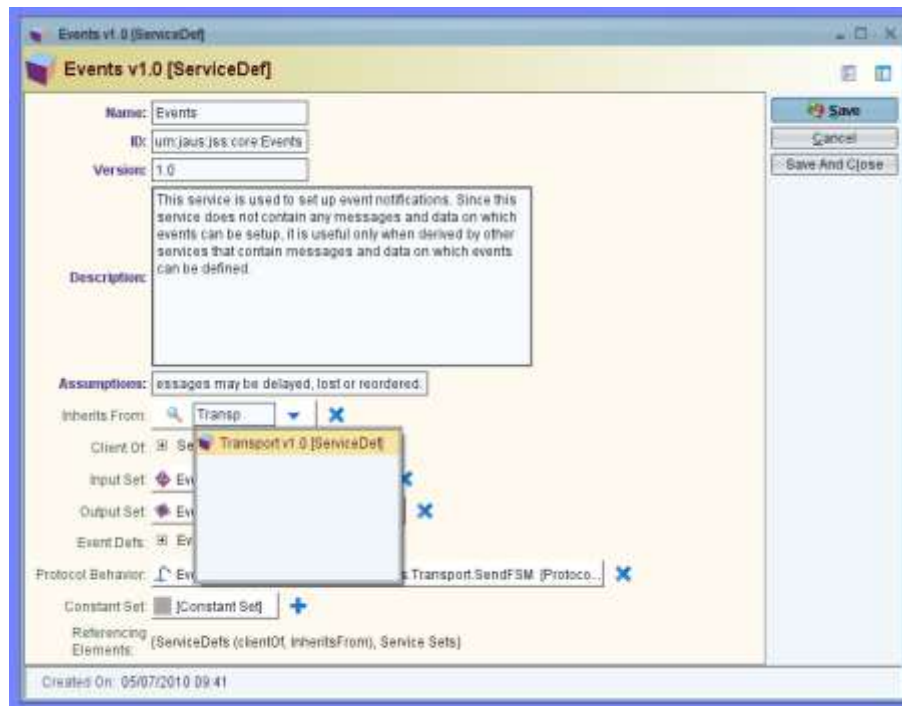 Events v1.0 [ServiceDef]
Events v1.0 [ServiceDef]
Name: Events
ID: urn:jaus:jss:core:Events
Version: 1.0
Description: This service is used to set up event notifications. Since this
service does not contain any messages and data on which
events can be setup, it is useful only when derived by other
services that contain messages and data on which events
can be defined.
Assumptions: essages may be delayed, lost or reordered.
Inherits From: Transp
Transport v1.0 [ServiceDef]
Client Of: Se
Input Set: Eve
Output Set: Eve
Event Defs: Ev
Protocol Behavior: Eve s.Transport.SendFSM [Protoco...
Constant Set: [Constant Set]
Referencing
Elements: [ServiceDefs (clientOf, InheritsFrom), Service Sets]
Created On: 05/07/2010 09:41
Save
Cancel
Save And Close